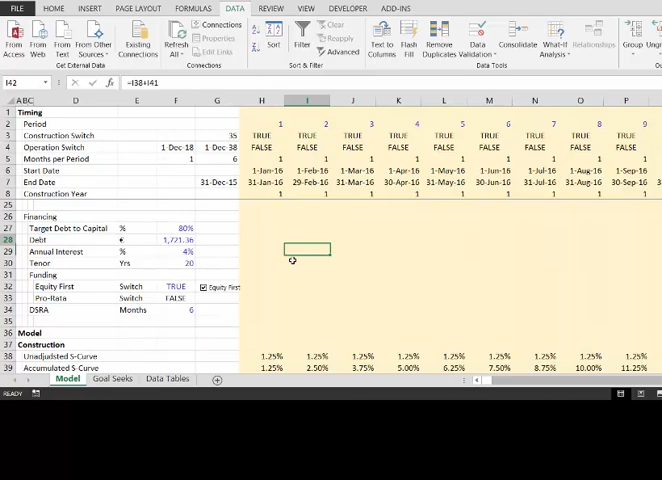 FILE HOME INSERT PAGE LAYOUT FORMULAS DATA REVIEW VIEW DEVELOPER ADD-INS
From Access From Web From Text From Other Sources Existing Connections Refresh All Connections Properties Edit Links Sort Filter Clear Reapply Advanced Text to Columns Flash Fill Remove Duplicates Data Validation Consolidate What-If Analysis Relationships Group
Get External Data Connections Sort & Filter Data Tools
I42 fx =I38+I41
D E F G H I J K L M N O P
1 Timing
2 Period 1 2 3 4 5 6 7 8 9
3 Construction Switch 35 TRUE TRUE TRUE TRUE TRUE TRUE TRUE TRUE TRUE
4 Operation Switch 1-Dec-18 1-Dec-38 FALSE FALSE FALSE FALSE FALSE FALSE FALSE FALSE FALSE
5 Months per Period 1 6 1 1 1 1 1 1 1 1 1
6 Start Date 1-Jan-16 1-Feb-16 1-Mar-16 1-Apr-16 1-May-16 1-Jun-16 1-Jul-16 1-Aug-16 1-Sep-16
7 End Date 31-Dec-15 31-Jan-16 29-Feb-16 31-Mar-16 30-Apr-16 31-May-16 30-Jun-16 31-Jul-16 31-Aug-16 30-Sep-16
8 Construction Year 1 1 1 1 1 1 1 1 1
25
26 Financing
27 Target Debt to Capital % 80%
28 Debt € 1,721.36
29 Annual Interest % 4%
30 Tenor Yrs 20
31 Funding
32 Equity First Switch TRUE Equity First
33 Pro-Rata Switch FALSE
34 DSRA Months 6
35
36 Model
37 Construction
38 Unadjudsted S-Curve 1.25% 1.25% 1.25% 1.25% 1.25% 1.25% 1.25% 1.25% 1.25%
39 Accumulated S-Curve 1.25% 2.50% 3.75% 5.00% 6.25% 7.50% 8.75% 10.00% 11.25%
Model Goal Seeks Data Tables
READY